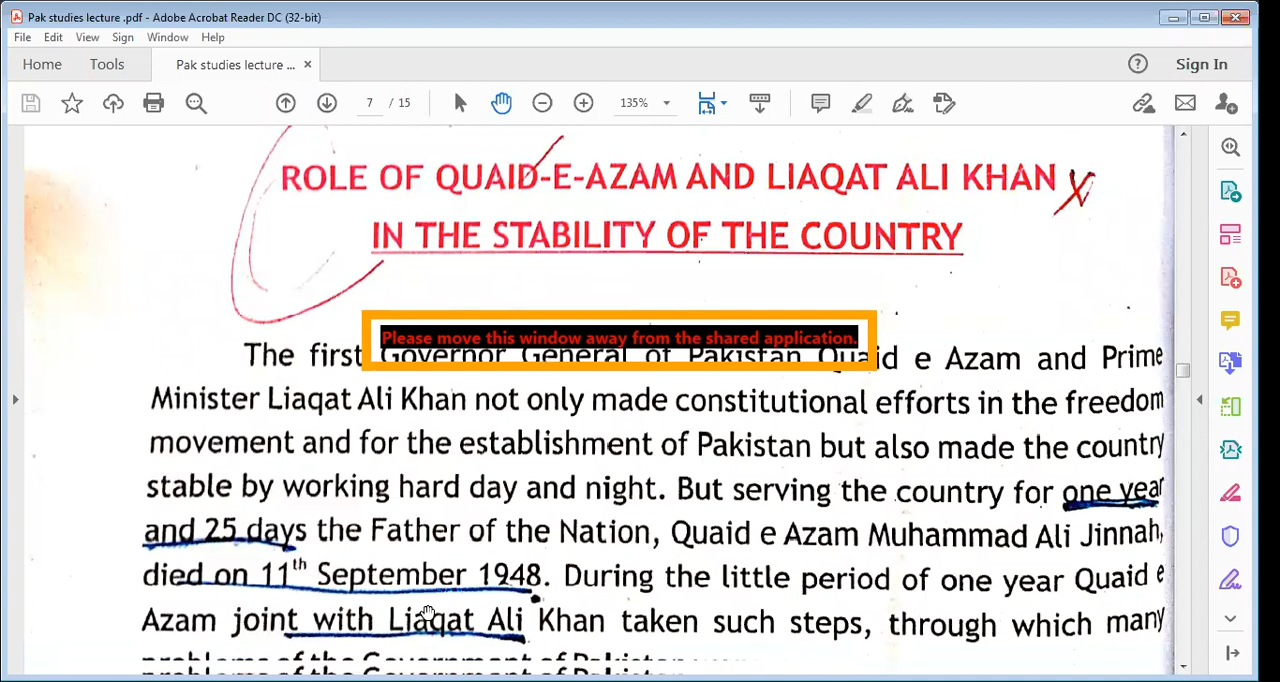 Pak studies lecture .pdf - Adobe Acrobat Reader DC (32-bit)
File Edit View Sign Window Help
Home Tools Pak studies lecture ... × Sign In
7 / 15 135%
ROLE OF QUAID-E-AZAM AND LIAQAT ALI KHAN
IN THE STABILITY OF THE COUNTRY
Please move this window away from the shared application.
The first Governor General of Pakistan Quaid e Azam and Prime
Minister Liaqat Ali Khan not only made constitutional efforts in the freedom
movement and for the establishment of Pakistan but also made the country
stable by working hard day and night. But serving the country for one year
and 25 days the Father of the Nation, Quaid e Azam Muhammad Ali Jinnah,
died on 11th September 1948. During the little period of one year Quaid e
Azam joint with Liaqat Ali Khan taken such steps, through which many
problems of the Government of Pakistan